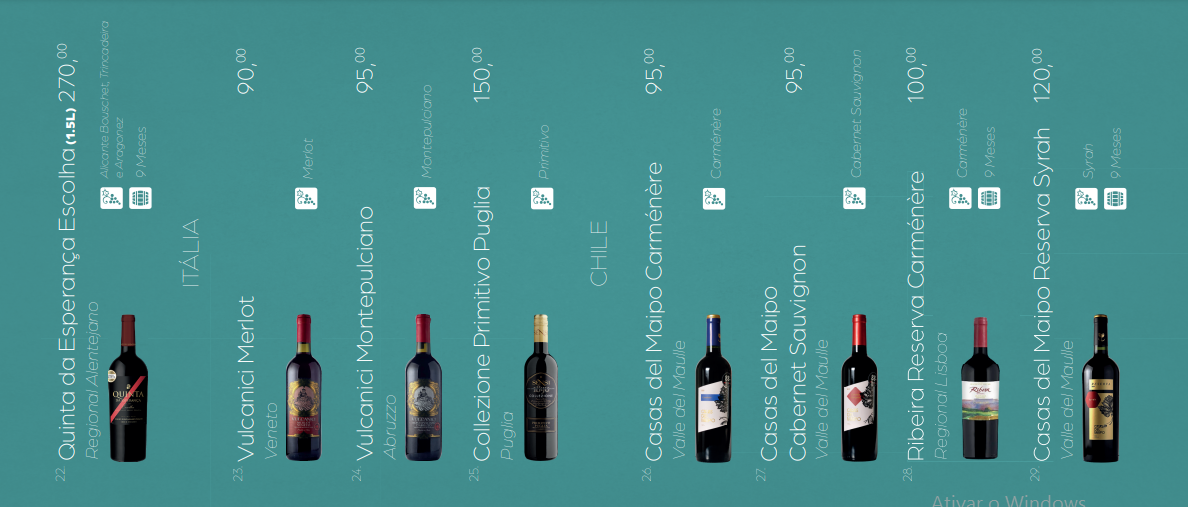 22.
Quinta da Esperança Escolha (1.5L) 270,00
Regional Alentejano
Alicante Bouschet, Trincadeira
e Aragonez
9 Meses
QUINTA
ITÁLIA
23.
Vulcanici Merlot
90,00
Veneto
Merlot
24.
Vulcanici Montepulciano
95,00
Abruzzo
Montepulciano
25.
Collezione Primitivo Puglia
150,00
Puglia
Primitivo
CHILE
26.
Casas del Maipo Carménère
95,00
Valle del Maulle
Carménère
27.
Casas del Maipo
Cabernet Sauvignon
95,00
Valle del Maulle
Cabernet Sauvignon
28.
Ribeira Reserva Carménère
100,00
Regional Lisboa
Carménère
9 Meses
29.
Casas del Maipo Reserva Syrah
120,00
Valle del Maulle
Syrah
9 Meses
Ativar o Windows